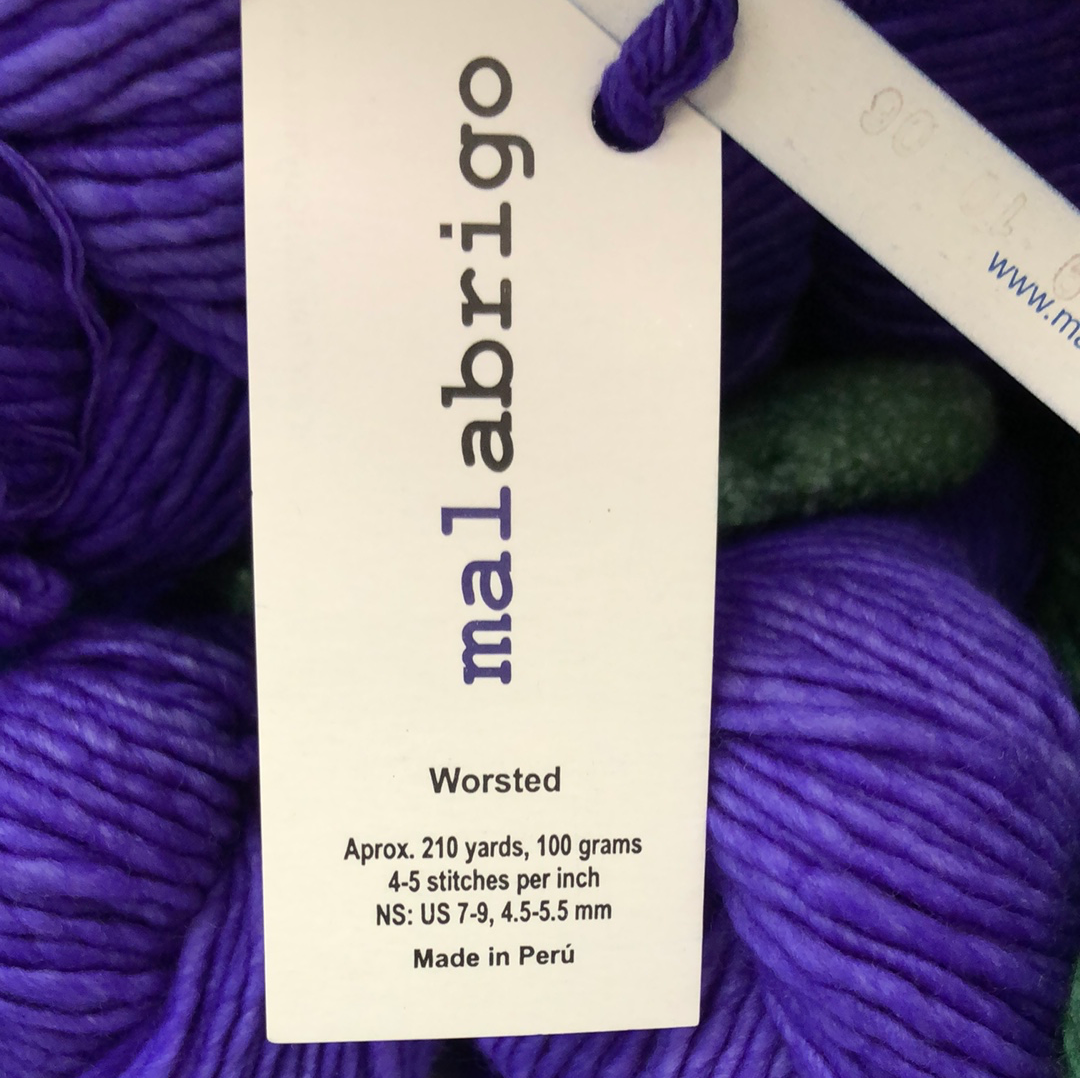 malabrigo
Worsted
Aprox. 210 yards, 100 grams
4-5 stitches per inch
NS: US 7-9, 4.5-5.5 mm
Made in Perú